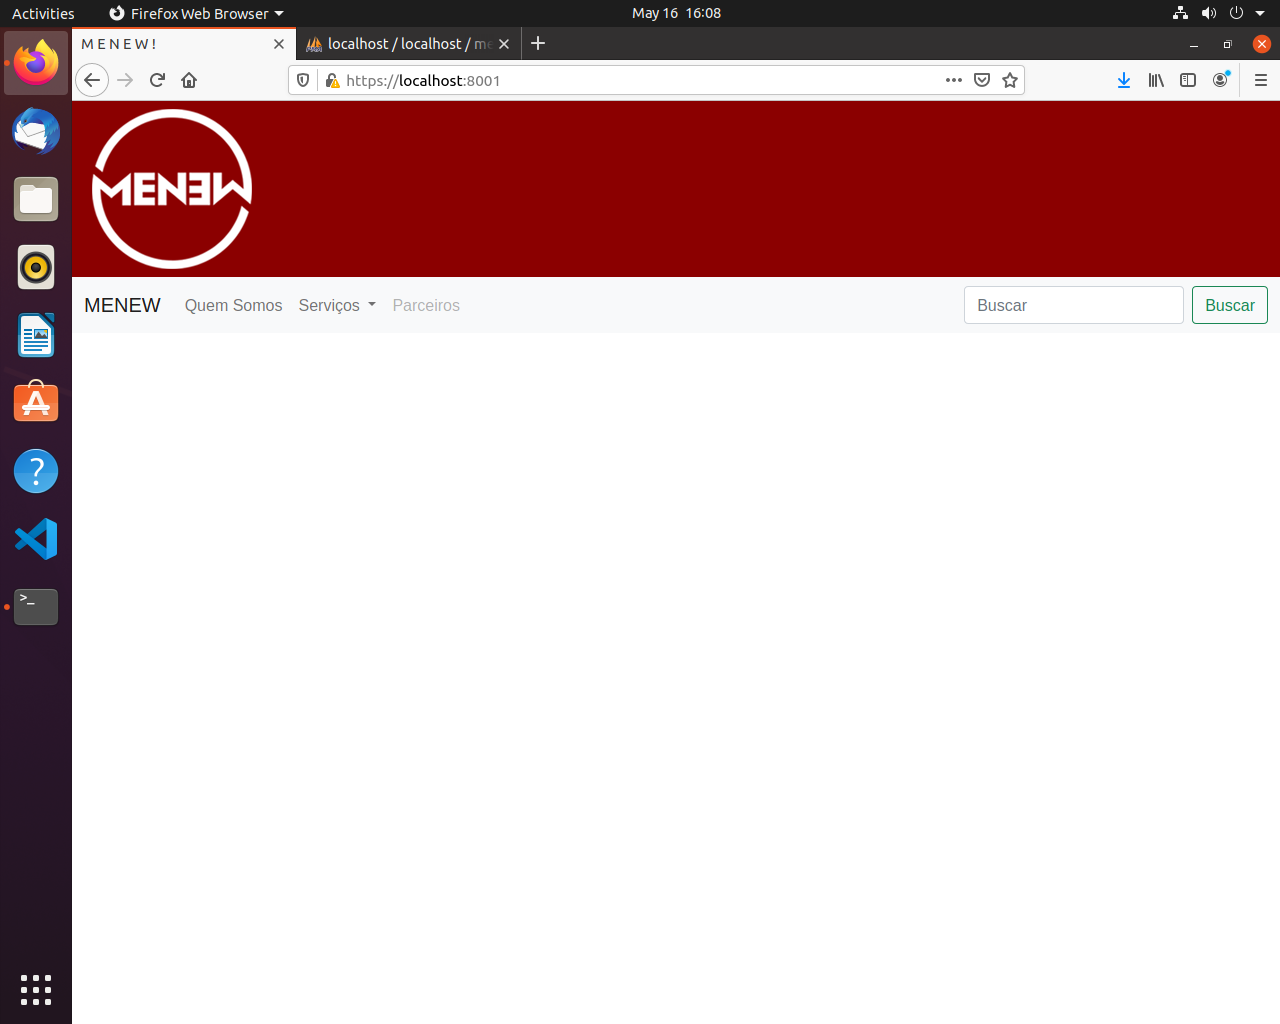 Activities
Firefox Web Browser
May 16 16:08
M E N E W !
localhost / localhost / me
https://localhost:8001
MENEW
MENEW
Quem Somos
Serviços
Parceiros
Buscar
Buscar